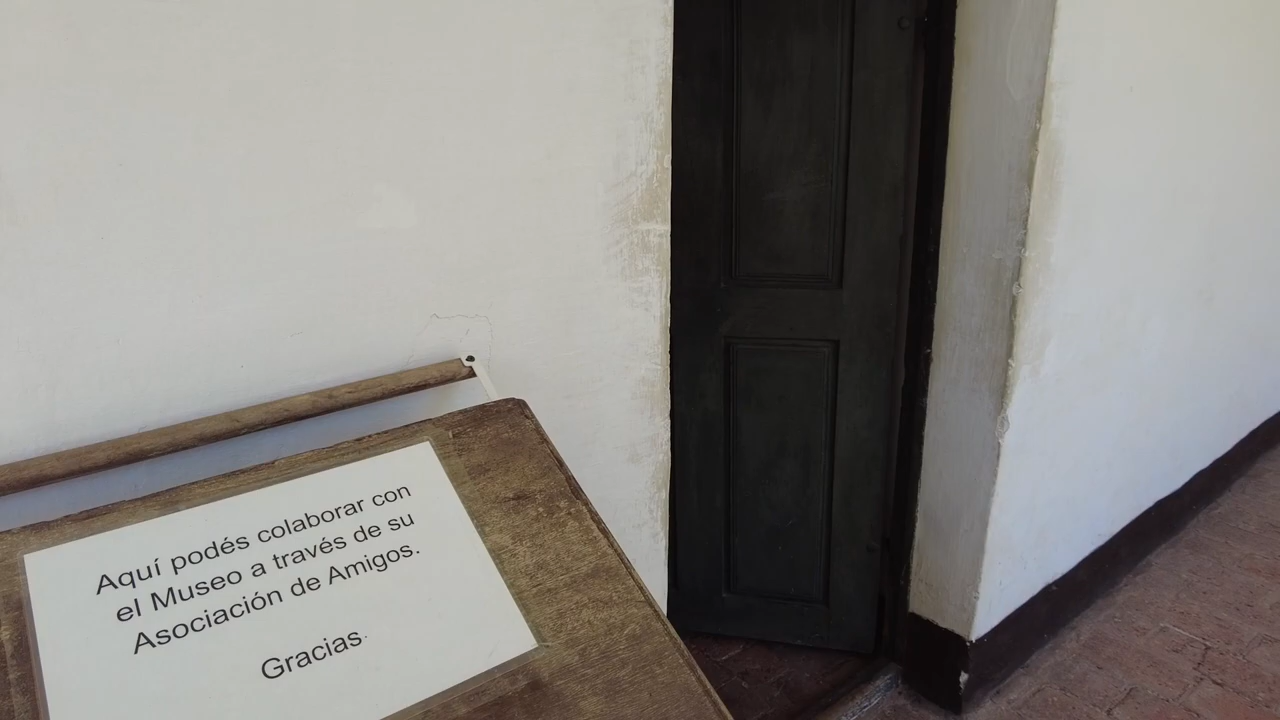 Aquí podés colaborar con
el Museo a través de su
Asociación de Amigos.
Gracias.